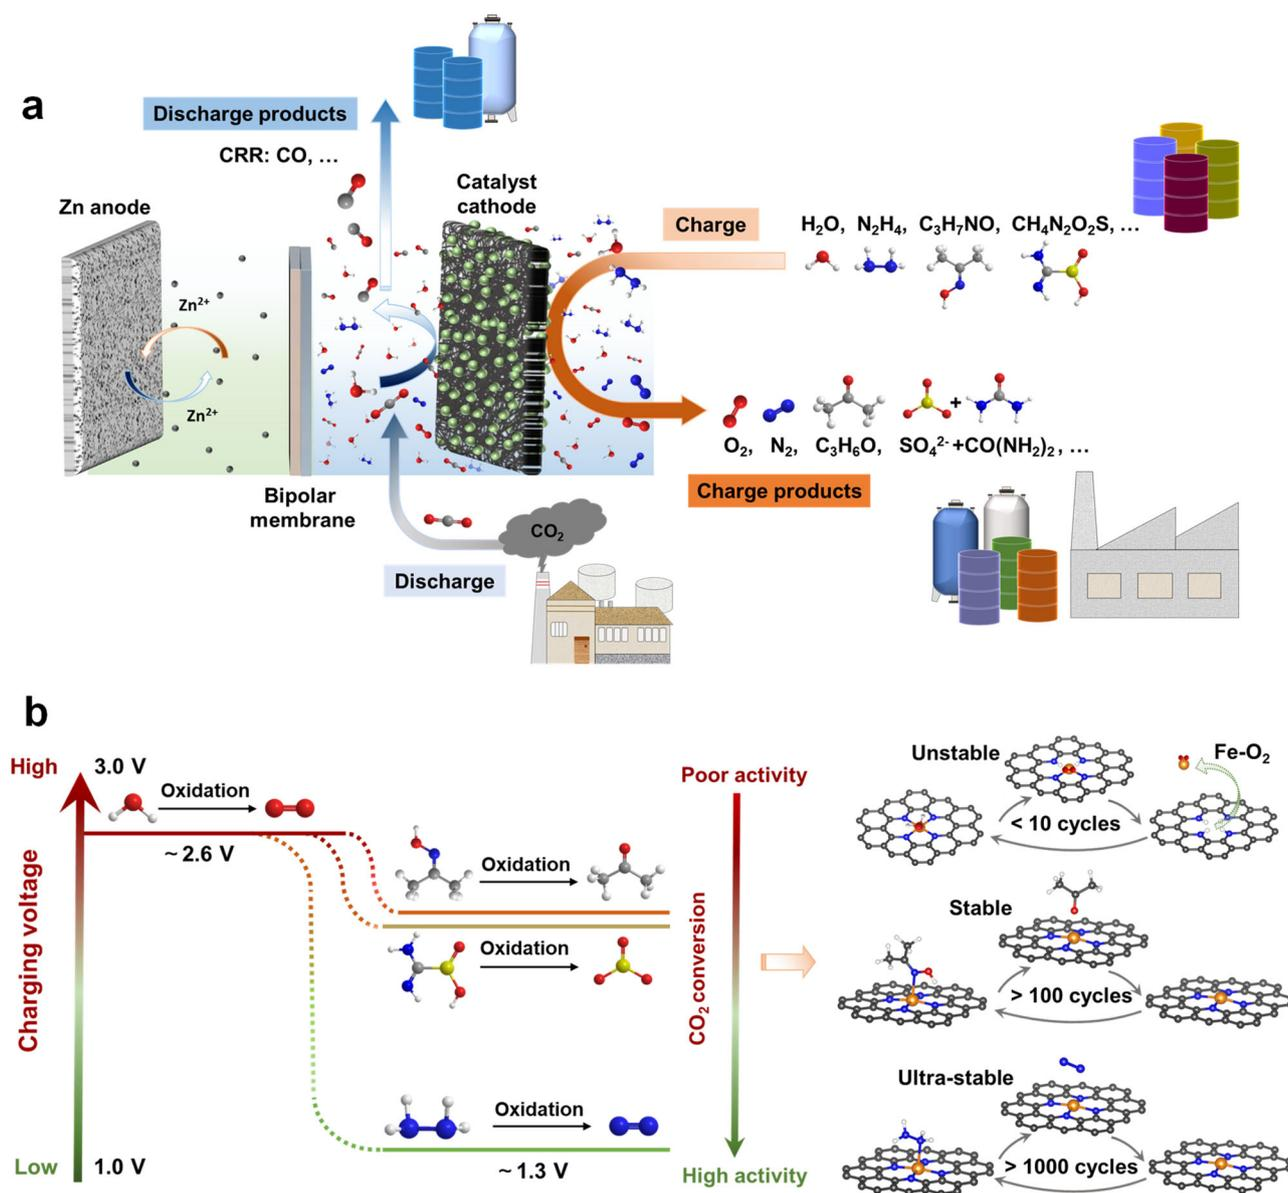 a
Discharge products
CRR: CO, …
Zn anode
Catalyst
cathode
Charge
H₂O, N₂H₄, C₃H₇NO, CH₄N₂O₂S, …
Zn²⁺
Zn²⁺
+
O₂, N₂, C₃H₆O, SO₄²⁻+CO(NH₂)₂, …
Charge products
Bipolar
membrane
CO₂
Discharge
b
High
3.0 V
Oxidation
~2.6 V
Charging voltage
Oxidation
Oxidation
Oxidation
~1.3 V
Low
1.0 V
Poor activity
CO₂ conversion
High activity
Unstable
Fe-O₂
< 10 cycles
Stable
> 100 cycles
Ultra-stable
> 1000 cycles